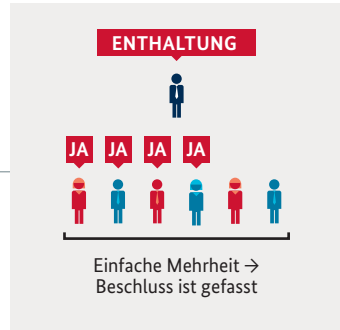 ENTHALTUNG
JA JA JA JA
Einfache Mehrheit →
Beschluss ist gefasst